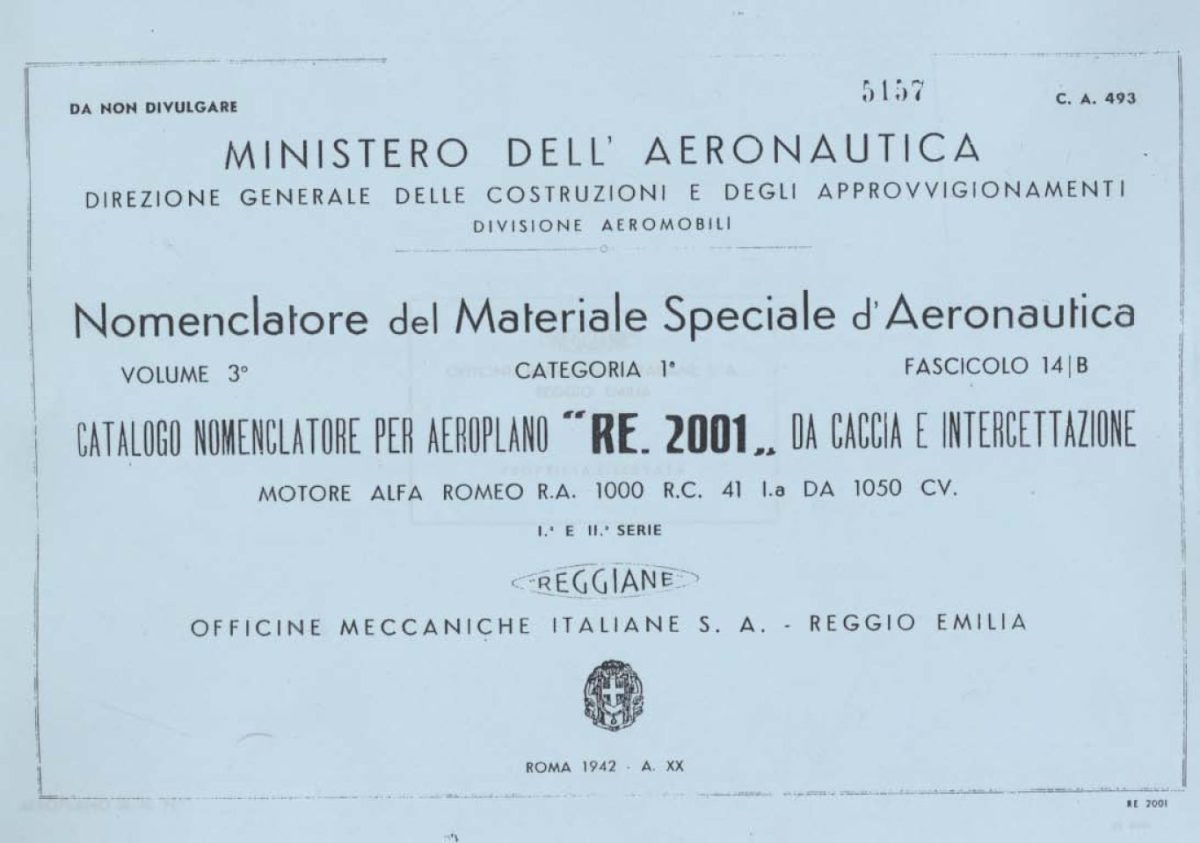 DA NON DIVULGARE
5157
C. A. 493
MINISTERO DELL' AERONAUTICA
DIREZIONE GENERALE DELLE COSTRUZIONI E DEGLI APPROVVIGIONAMENTI
DIVISIONE AEROMOBILI
Nomenclatore del Materiale Speciale d'Aeronautica
VOLUME 3° CATEGORIA 1ª FASCICOLO 14|B
CATALOGO NOMENCLATORE PER AEROPLANO “RE. 2001„ DA CACCIA E INTERCETTAZIONE
MOTORE ALFA ROMEO R.A. 1000 R.C. 41 I.a DA 1050 CV.
I.ª E II.ª SERIE
"REGGIANE"
OFFICINE MECCANICHE ITALIANE S. A. - REGGIO EMILIA
ROMA 1942 - A. XX
RE 2001